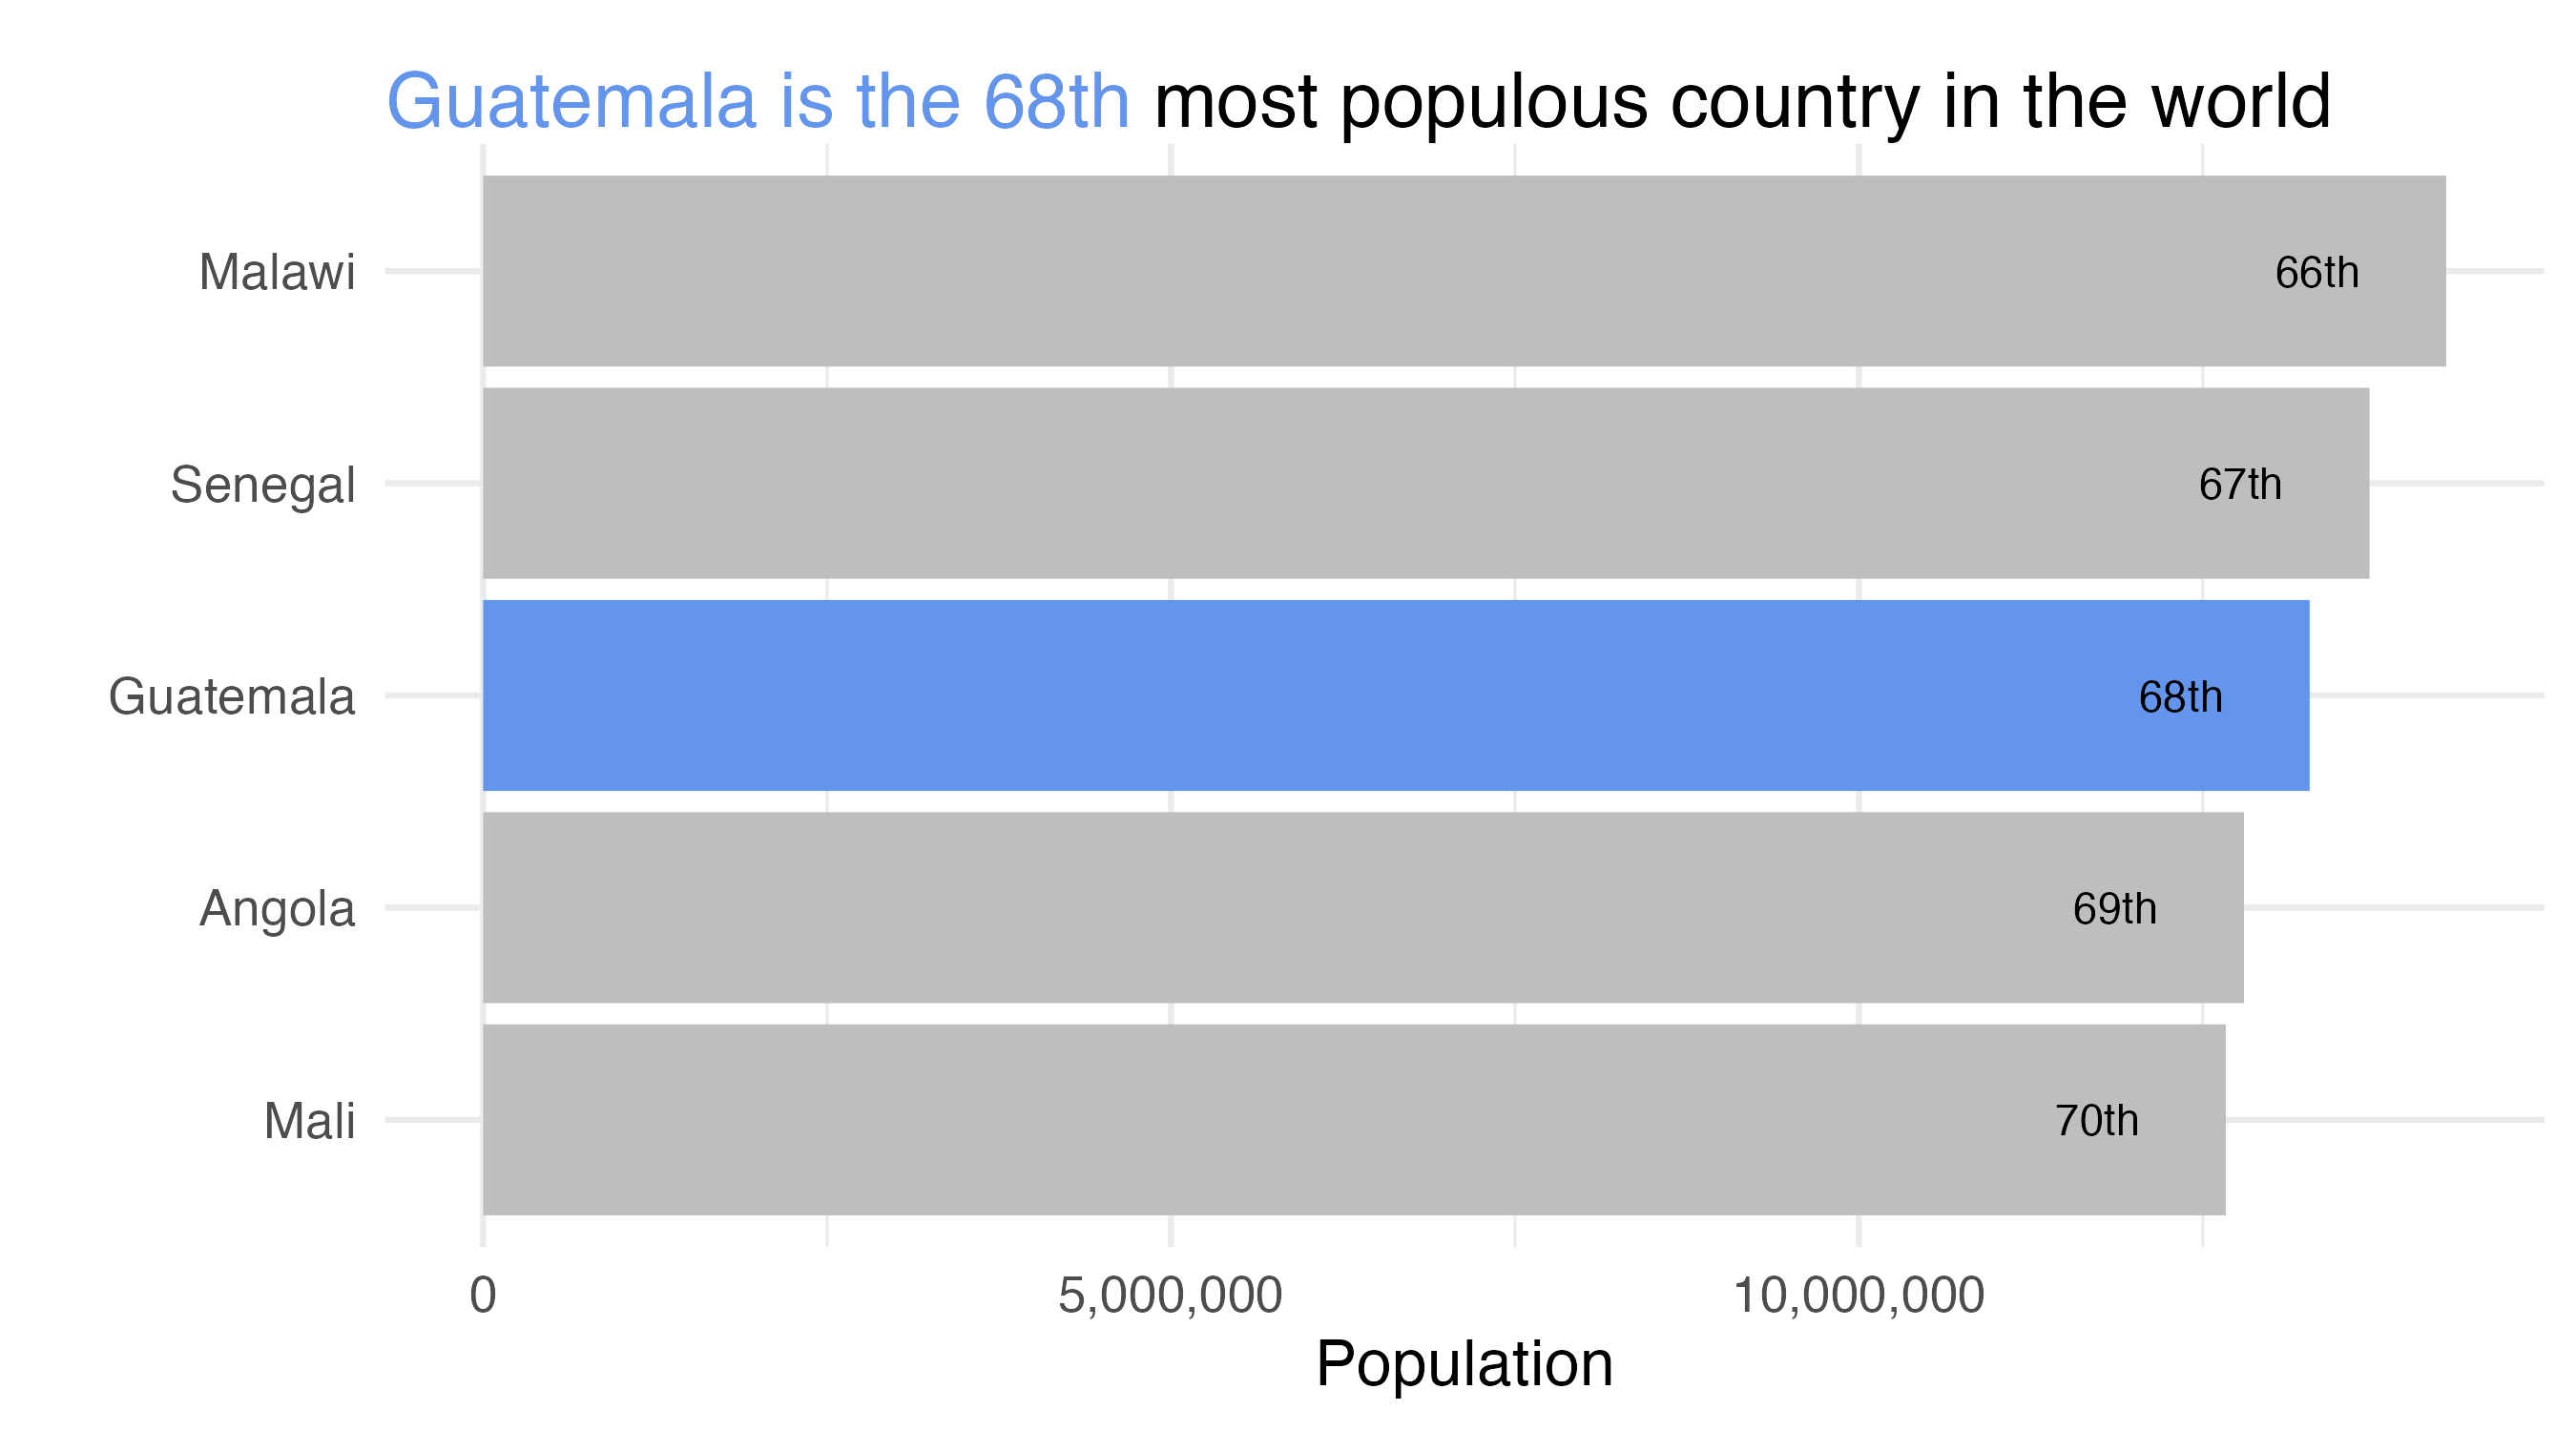 Guatemala is the 68th most populous country in the world
Malawi 66th
Senegal 67th
Guatemala 68th
Angola 69th
Mali 70th
0 5,000,000 10,000,000
Population